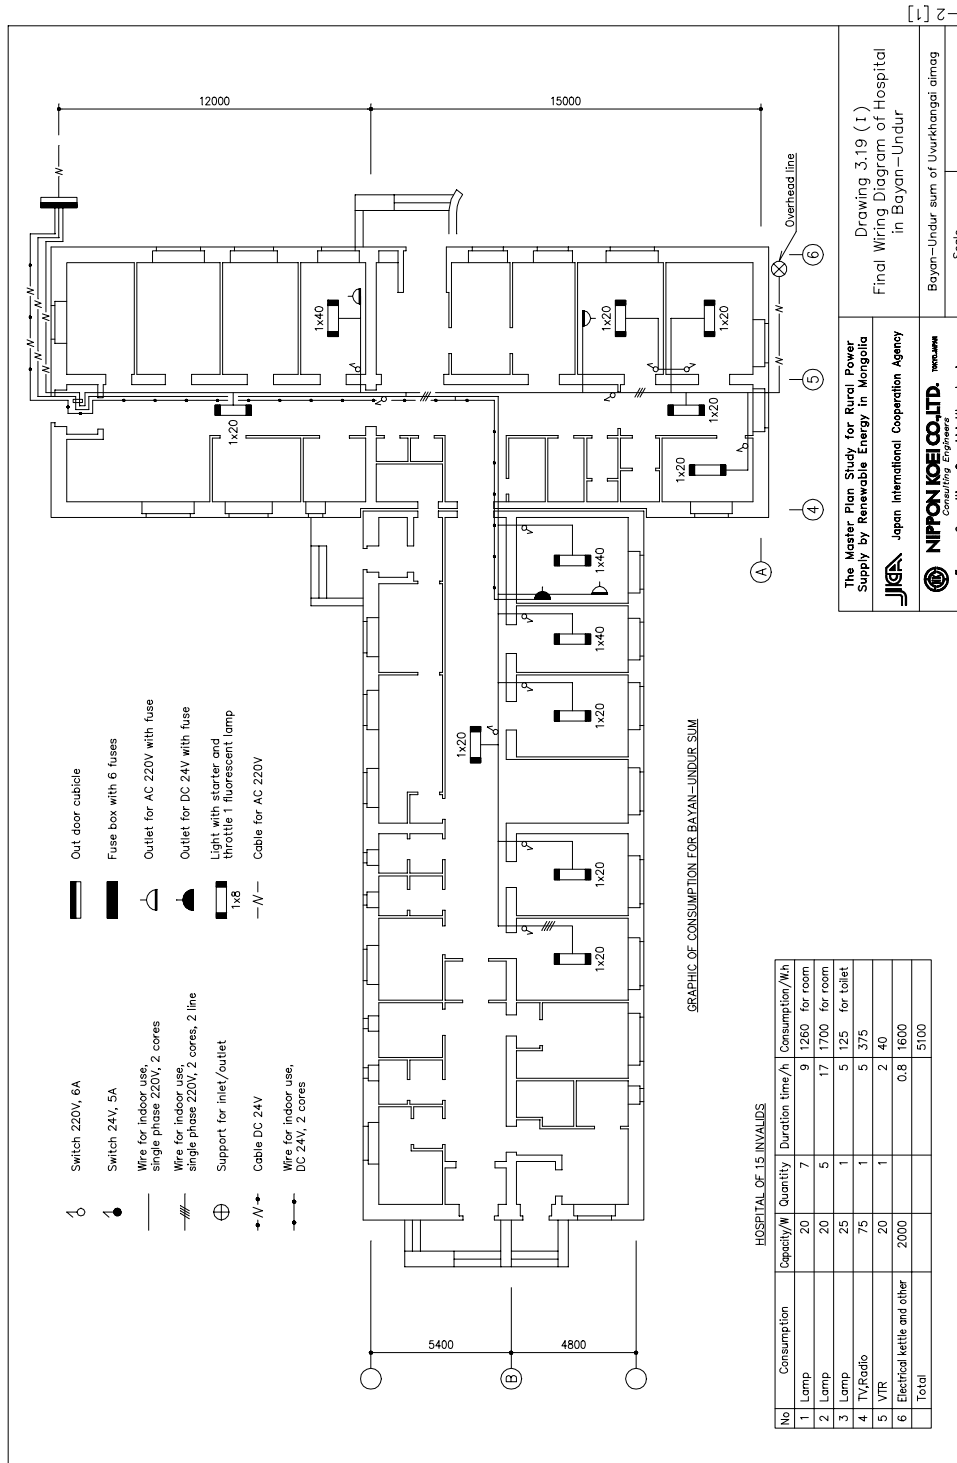 2 [1]
12000
15000
Overhead line
1x40
1x20
1x20
1x20
1x20
1x20
1x40
1x40
1x20
1x20
1x20
1x20
6
5
4
A
Out door cubicle
Fuse box with 6 fuses
Outlet for AC 220V with fuse
Outlet for DC 24V with fuse
1x8
Light with starter and
throttle 1 fluorescent lamp
—N— Cable for AC 220V
Switch 220V, 6A
Switch 24V, 5A
Wire for indoor use,
single phase 220V, 2 cores
Wire for indoor use,
single phase 220V, 2 cores, 2 line
Support for inlet/outlet
N Cable DC 24V
Wire for indoor use,
DC 24V, 2 cores
5400
4800
B
GRAPHIC OF CONSUMPTION FOR BAYAN-UNDUR SUM
HOSPITAL OF 15 INVALIDS
No Consumption Capacity/W Quantity Duration time/h Consumption/W.h
1 Lamp 20 7 9 1260 for room
2 Lamp 20 5 17 1700 for room
3 Lamp 25 1 5 125 for toilet
4 TV,Radio 75 1 5 375
5 VTR 20 1 2 40
6 Electrical kettle and other 2000 0.8 1600
Total 5100
The Master Plan Study for Rural Power
Supply by Renewable Energy in Mongolia
JICA Japan International Cooperation Agency
NIPPON KOEI CO.,LTD. TOKYO-JAPAN
Consulting Engineers
Drawing 3.19 (I)
Final Wiring Diagram of Hospital
in Bayan-Undur
Bayan-Undur sum of Uvurkhangai aimag
Scale